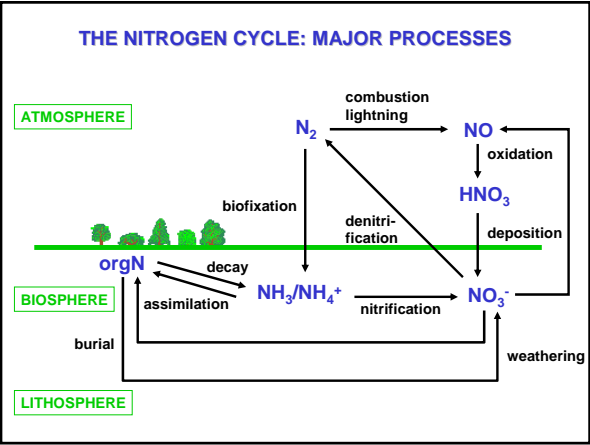 THE NITROGEN CYCLE: MAJOR PROCESSES
ATMOSPHERE
combustion
lightning
N₂
NO
oxidation
HNO₃
biofixation
denitri-
fication
deposition
orgN
decay
BIOSPHERE
assimilation
NH₃/NH₄⁺
nitrification
NO₃⁻
burial
weathering
LITHOSPHERE